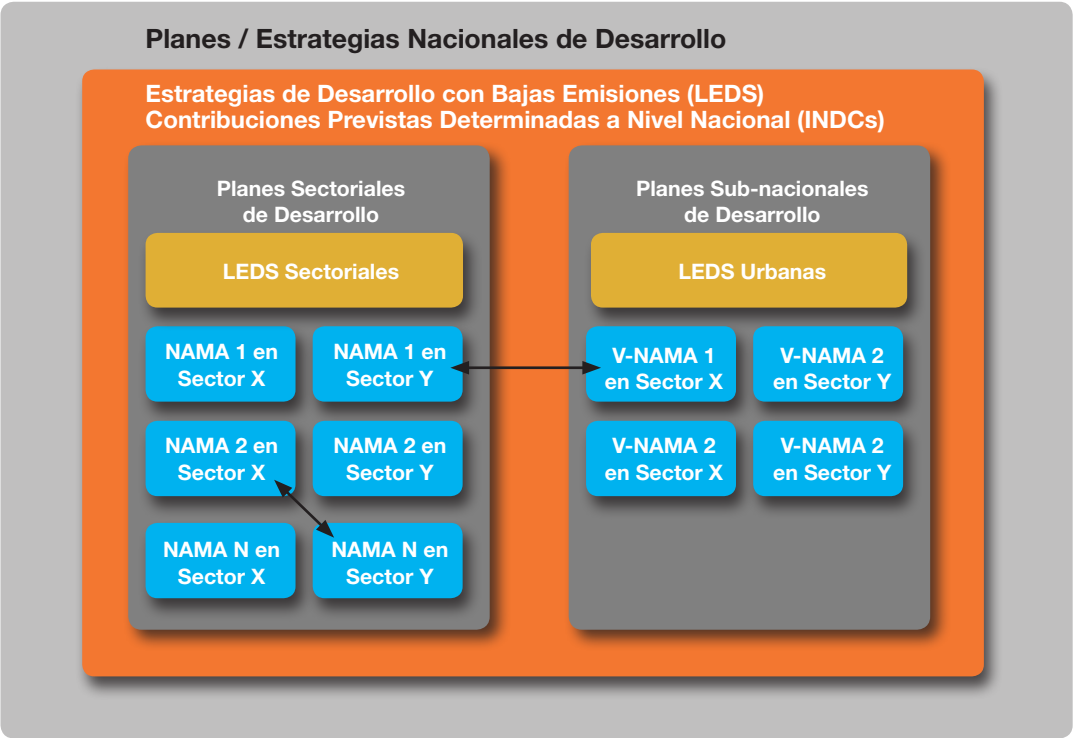 Planes / Estrategias Nacionales de Desarrollo
Estrategias de Desarrollo con Bajas Emisiones (LEDS)
Contribuciones Previstas Determinadas a Nivel Nacional (INDCs)
Planes Sectoriales
de Desarrollo
LEDS Sectoriales
NAMA 1 en
Sector X
NAMA 1 en
Sector Y
NAMA 2 en
Sector X
NAMA 2 en
Sector Y
NAMA N en
Sector X
NAMA N en
Sector Y
Planes Sub-nacionales
de Desarrollo
LEDS Urbanas
V-NAMA 1
en Sector X
V-NAMA 2
en Sector Y
V-NAMA 2
en Sector X
V-NAMA 2
en Sector Y